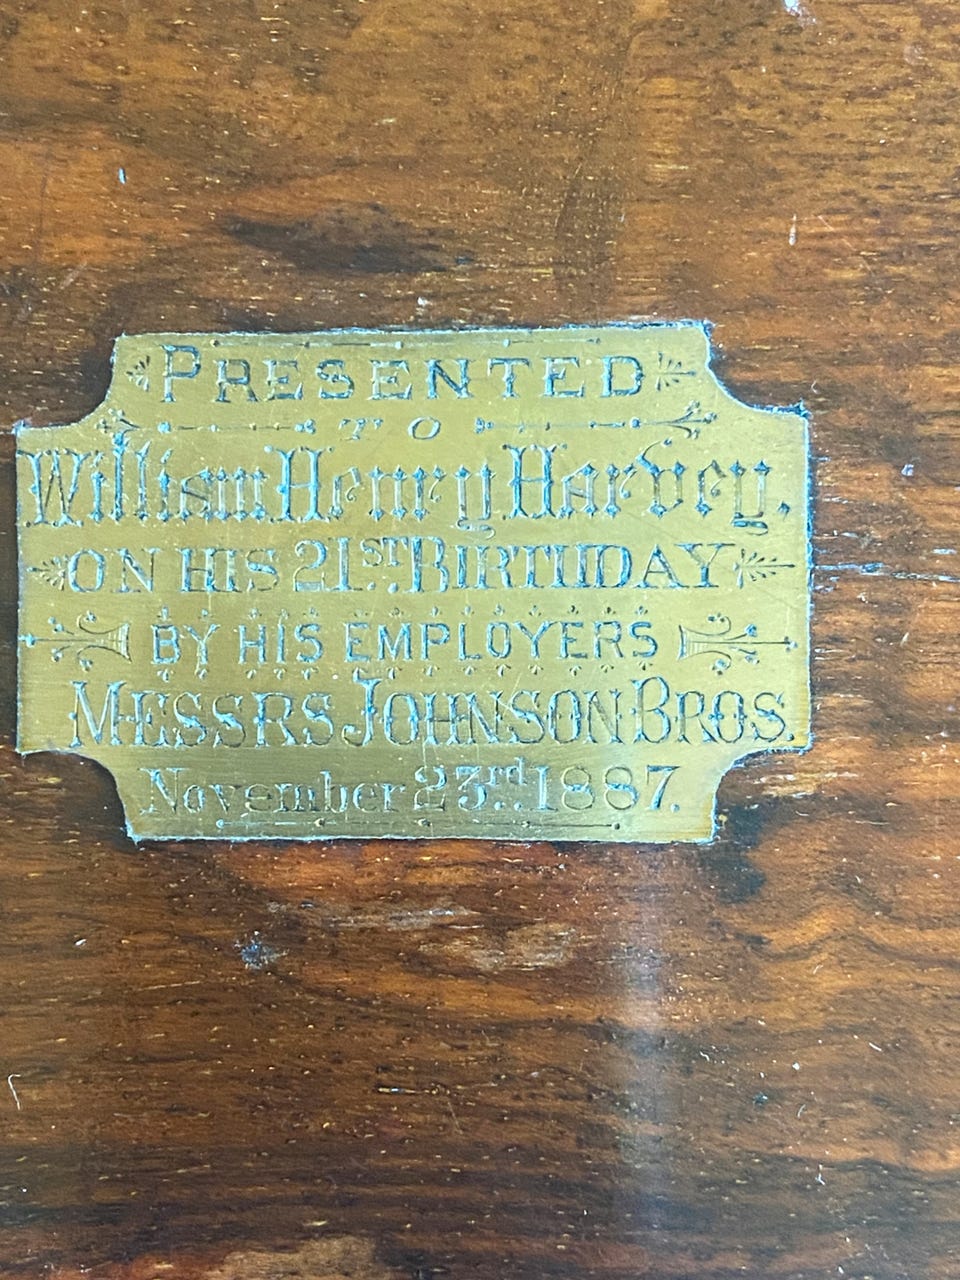 PRESENTED
TO
William Henry Harvey.
ON HIS 21ST BIRTHDAY
BY HIS EMPLOYERS
MESSRS JOHNSON BROS.
November 23rd. 1887.